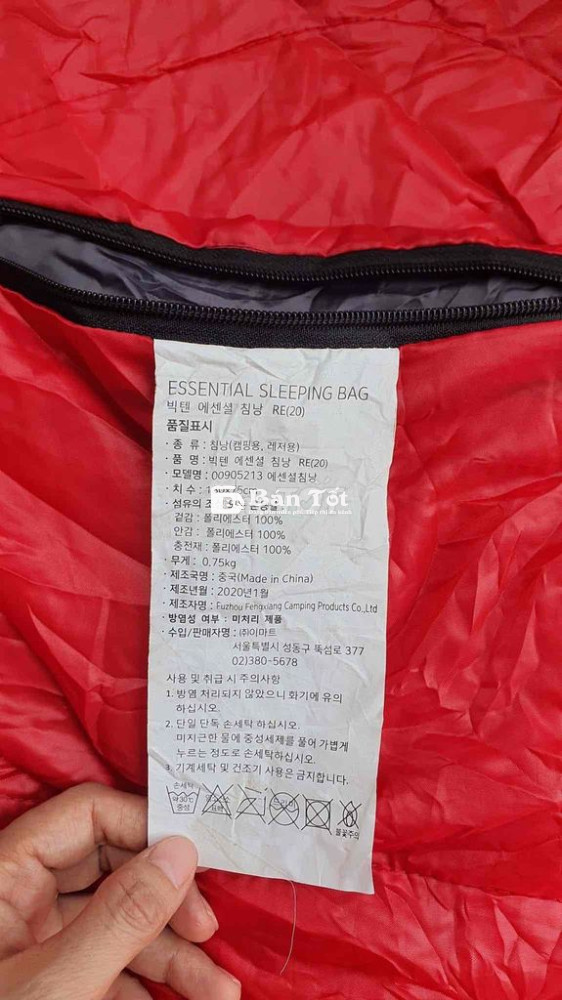 ESSENTIAL SLEEPING BAG
빅텐 에센셜 침낭 RE(20)
품질표시
· 종 류 : 침낭(캠핑용, 레저용)
· 품 명 : 빅텐 에센셜 침낭 RE(20)
· 모델명 : 00905213 에센셜침낭
· 치 수 :
Bán Tốt
· 섬유의
겉감 : 폴리에스터 100%
안감 : 폴리에스터 100%
충전재 : 폴리에스터 100%
· 무게 : 0.75kg
· 제조국명 : 중국(Made in China)
· 제조년월 : 2020년1월
· 제조자명 : Fuzhou Fengxiang Camping Products Co.,Ltd
· 방염성 여부 : 미처리 제품
· 수입/판매자명 : ㈜이마트
서울특별시 성동구 뚝섬로 377
02)380-5678
사용 및 취급 시 주의사항
1. 방염 처리되지 않았으니 화기에 유의
하십시오.
2. 단일 단독 손세탁 하십시오.
미지근한 물에 중성세제를 풀어 가볍게
누르는 정도로 손세탁하십시오.
3. 기계세탁 및 건조기 사용은 금지합니다.
손세탁
약30℃
중성
불꽃주의